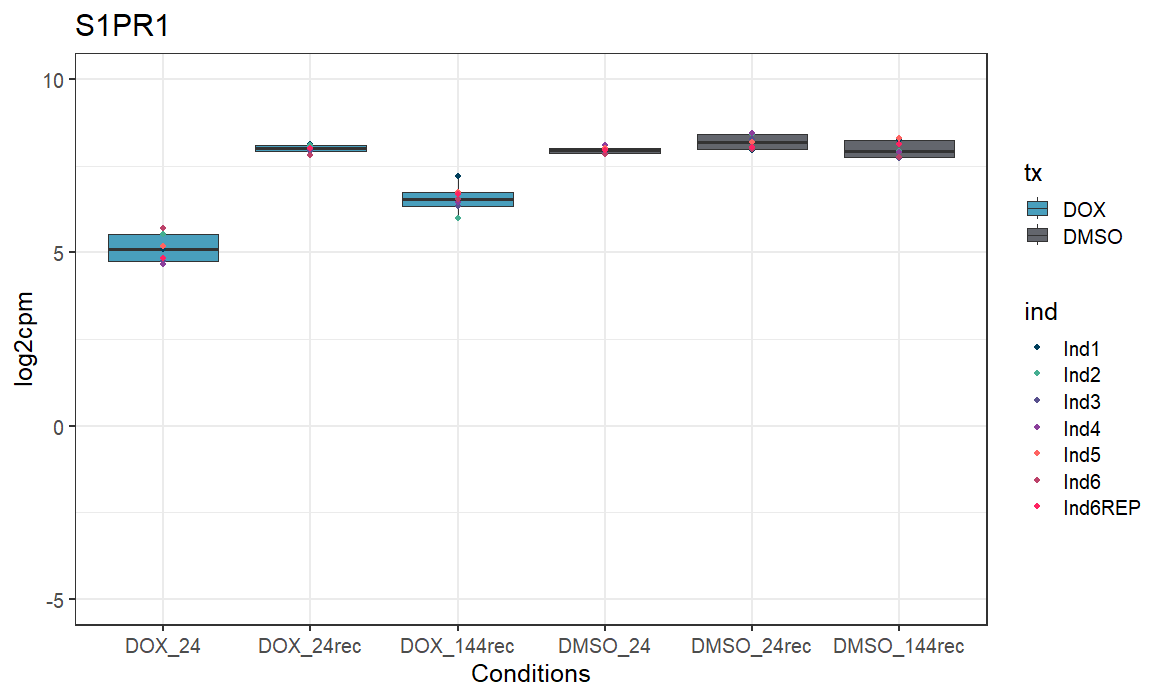 S1PR1
10
5
0
-5
log2cpm
DOX_24 DOX_24rec DOX_144rec DMSO_24 DMSO_24rec DMSO_144rec
Conditions
tx
DOX
DMSO
ind
Ind1
Ind2
Ind3
Ind4
Ind5
Ind6
Ind6REP